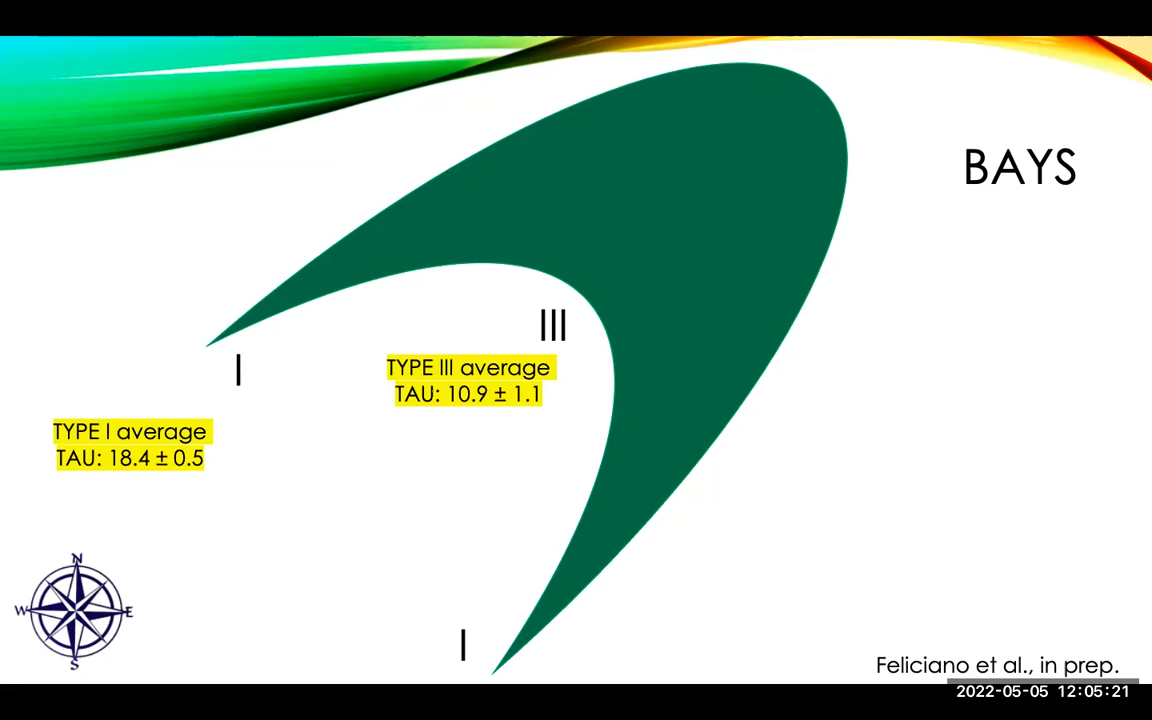 BAYS
III
I
TYPE III average
TAU: 10.9 ± 1.1
TYPE I average
TAU: 18.4 ± 0.5
N
W E
S
I
Feliciano et al., in prep.
2022-05-05 12:05:21